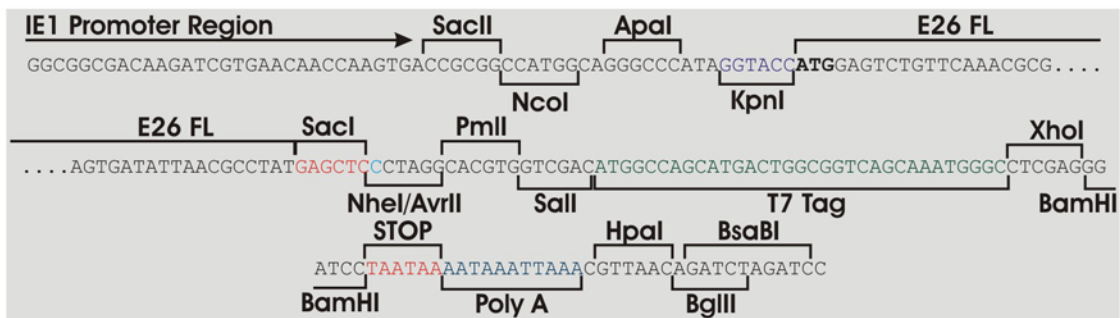 IE1 Promoter Region SacII ApaI E26 FL
GGCGGCGACAAGATCGTGAACAACCAAGTGACCGCGGCCATGGCAGGGCCCATAGGTACCATGGAGTCTGTTCAAACGCG....
NcoI KpnI
E26 FL SacI PmlI XhoI
....AGTGATATTAACGCCTATGAGCTCCCTAGGCACGTGGTCGACATGGCCAGCATGACTGGCGGTCAGCAAATGGGCCTCGAGGG
NheI/AvrII SalI T7 Tag BamHI
STOP HpaI BsaBI
ATCCTAATAAAATAAATTAAACGTTAACAGATCTAGATCC
BamHI Poly A BglII